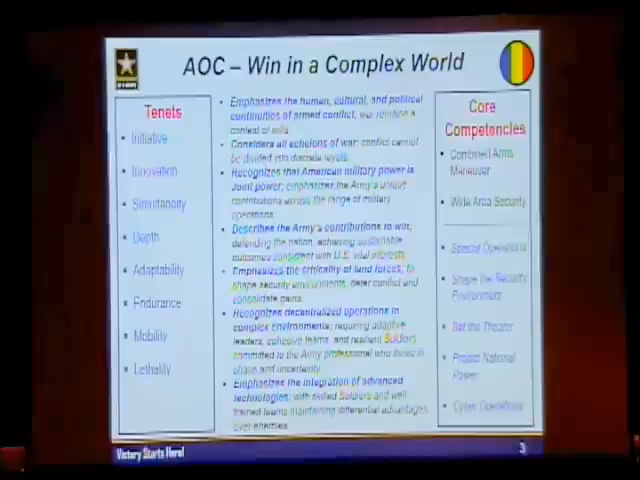 AOC – Win in a Complex World
Tenets
• Initiative
• Innovation
• Simultaneity
• Depth
• Adaptability
• Endurance
• Mobility
• Lethality
• Emphasizes the human, cultural, and political
continuities of armed conflict, war remains a
contest of wills
• Considers all echelons of war; conflict cannot
be divided into discrete levels
• Recognizes that American military power is
Joint power; emphasizes the Army's unique
contributions across the range of military
operations
• Describes the Army's contributions to win;
defending the nation, achieving sustainable
outcomes consistent with U.S. vital interests
• Emphasizes the criticality of land forces; to
shape security environments, deter conflict and
consolidate gains
• Recognizes decentralized operations in
complex environments; requiring adaptive
leaders, cohesive teams, and resilient Soldiers
committed to the Army professional who thrive in
chaos and uncertainty
• Emphasizes the integration of advanced
technologies; with skilled Soldiers and well
trained teams maintaining differential advantages
over enemies
Core
Competencies
• Combined Arms
Maneuver
• Wide Area Security
• Special Operations
• Shape the Security
Environment
• Set the Theater
• Project National
Power
• Cyber Operations
Victory Starts Here!
3